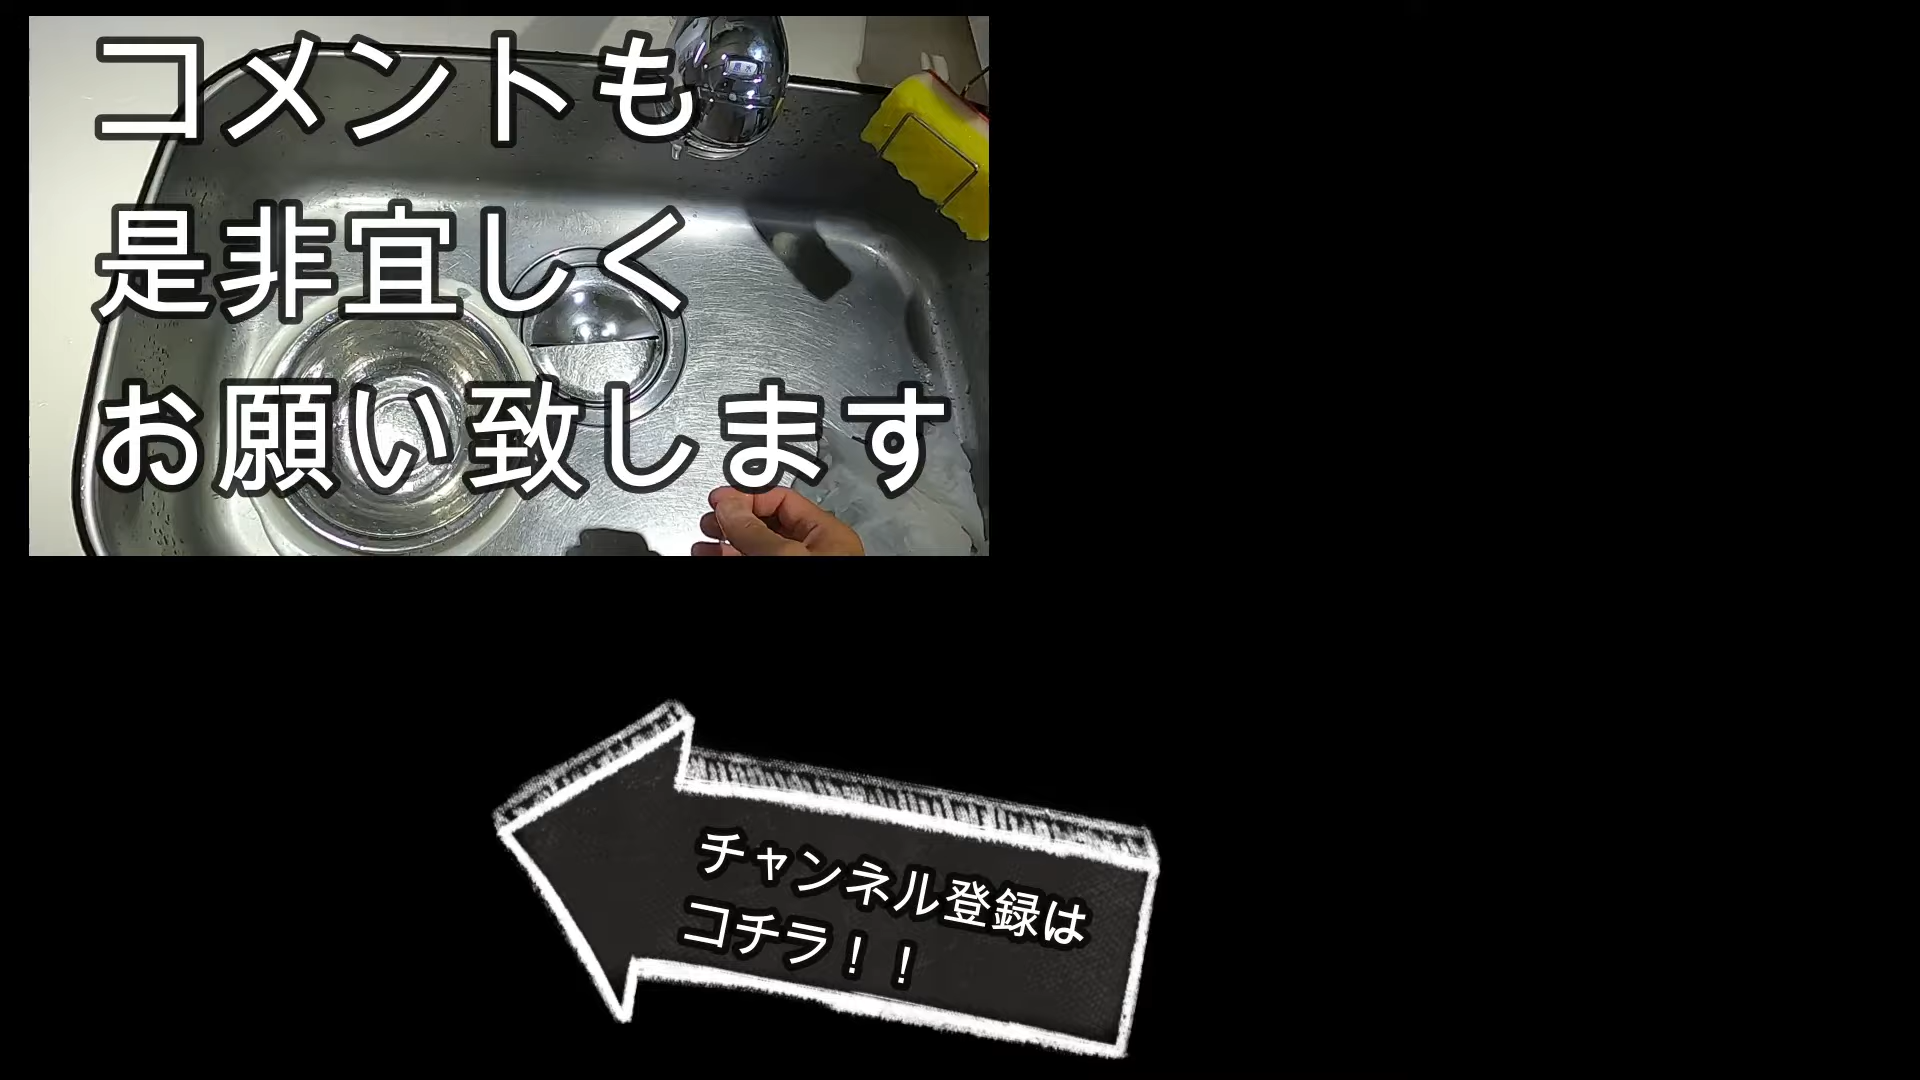 コメントも
是非宜しく
お願い致します
チャンネル登録は
コチラ！！